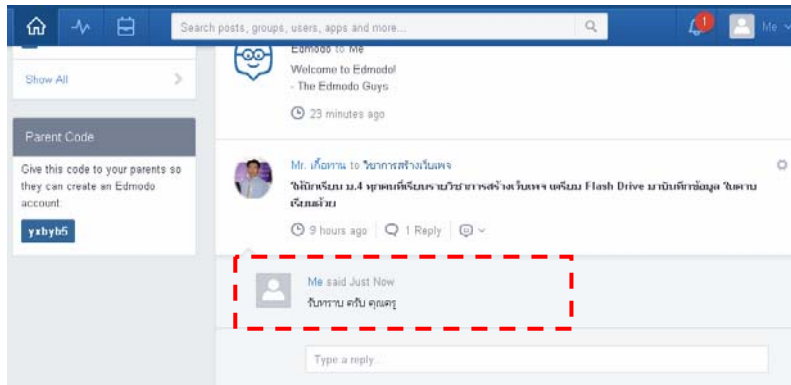 Search posts, groups, users, apps and more...
1
Me
Show All
Parent Code
Give this code to your parents so
they can create an Edmodo
account.
yxbyb5
Edmodo to Me
Welcome to Edmodo!
- The Edmodo Guys
23 minutes ago
Mr. เกื้อทาน to วิชาการสร้างเว็บเพจ
ให้นักเรียน ม.4 ทุกคนที่เรียนรายวิชาการสร้างเว็บเพจ เตรียม Flash Drive มาบันทึกข้อมูล ในคาบ
เรียนด้วย
9 hours ago 1 Reply
Me said Just Now
รับทราบ ครับ คุณครู
Type a reply...